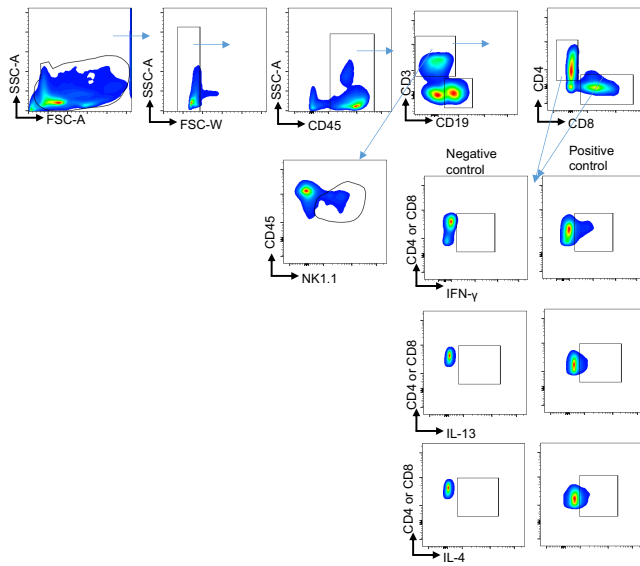 SSC-A
FSC-A
SSC-A
FSC-W
SSC-A
CD45
CD3
CD19
CD4
CD8
CD45
NK1.1
Negative
control
Positive
control
CD4 or CD8
IFN-γ
CD4 or CD8
IL-13
CD4 or CD8
IL-4